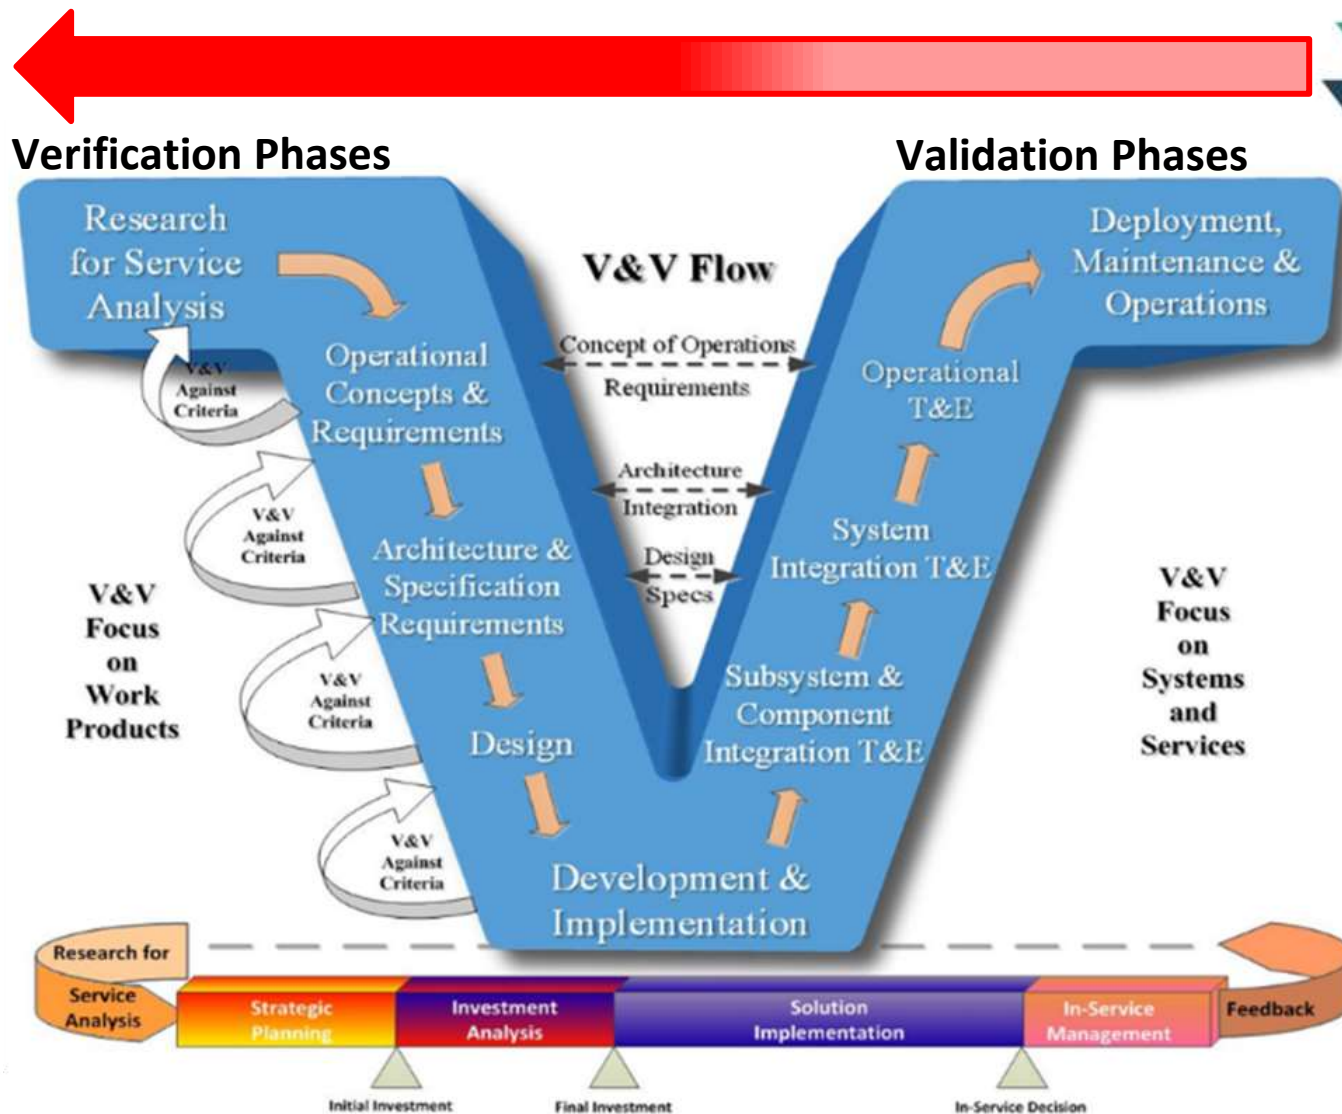 Verification Phases
Validation Phases
Research
for Service
Analysis
V&V Flow
Deployment,
Maintenance &
Operations
Concept of Operations
Requirements
Operational
Concepts &
Requirements
Operational
T&E
V&V
Against
Criteria
Architecture
Integration
V&V
Against
Criteria
Architecture &
Specification
Requirements
System
Integration T&E
Design
Specs
V&V
Focus
on
Work
Products
V&V
Focus
on
Systems
and
Services
V&V
Against
Criteria
Design
Subsystem &
Component
Integration T&E
V&V
Against
Criteria
Development &
Implementation
Research for
Service
Analysis
Strategic
Planning
Investment
Analysis
Solution
Implementation
In-Service
Management
Feedback
Initial Investment
Final Investment
In-Service Decision